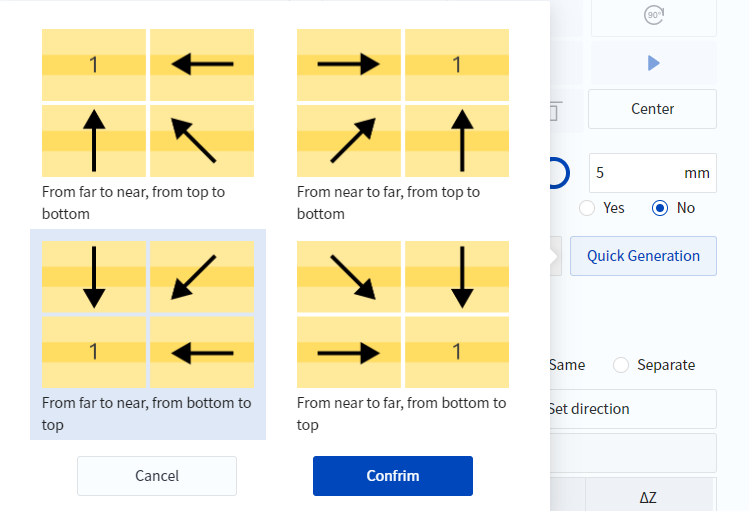 1
1
From far to near, from top to
bottom
From near to far, from top to
bottom
1
1
From far to near, from bottom to
top
From near to far, from bottom to
top
Cancel
Confrim
90°
Center
5 mm
Yes No
Quick Generation
Same Separate
Set direction
ΔZ